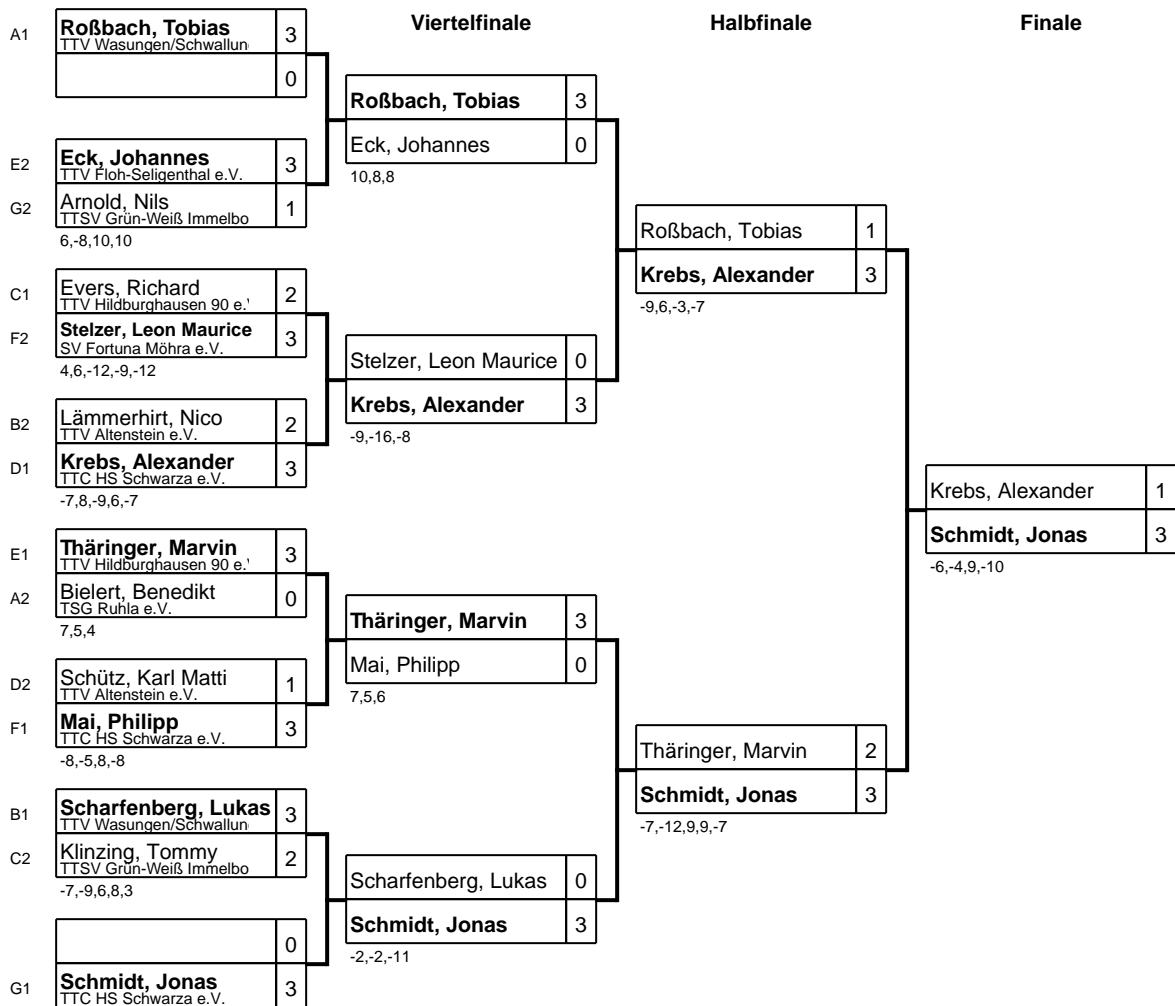 Viertelfinale Halbfinale Finale
A1 Roßbach, Tobias 3
TTV Wasungen/Schwallun
0
E2 Eck, Johannes 3
TTV Floh-Seligenthal e.V.
G2 Arnold, Nils 1
TTSV Grün-Weiß Immelbo
6,-8,10,10
C1 Evers, Richard 2
TTV Hildburghausen 90 e.V
F2 Stelzer, Leon Maurice 3
SV Fortuna Möhra e.V.
4,6,-12,-9,-12
B2 Lämmerhirt, Nico 2
TTV Altenstein e.V.
D1 Krebs, Alexander 3
TTC HS Schwarza e.V.
-7,8,-9,6,-7
E1 Thäringer, Marvin 3
TTV Hildburghausen 90 e.V
A2 Bielert, Benedikt 0
TSG Ruhla e.V.
7,5,4
D2 Schütz, Karl Matti 1
TTV Altenstein e.V.
F1 Mai, Philipp 3
TTC HS Schwarza e.V.
-8,-5,8,-8
B1 Scharfenberg, Lukas 3
TTV Wasungen/Schwallun
C2 Klinzing, Tommy 2
TTSV Grün-Weiß Immelbo
-7,-9,6,8,3
0
G1 Schmidt, Jonas 3
TTC HS Schwarza e.V.
Roßbach, Tobias 3
Eck, Johannes 0
10,8,8
Stelzer, Leon Maurice 0
Krebs, Alexander 3
-9,-16,-8
Thäringer, Marvin 3
Mai, Philipp 0
7,5,6
Scharfenberg, Lukas 0
Schmidt, Jonas 3
-2,-2,-11
Roßbach, Tobias 1
Krebs, Alexander 3
-9,6,-3,-7
Thäringer, Marvin 2
Schmidt, Jonas 3
-7,-12,9,9,-7
Krebs, Alexander 1
Schmidt, Jonas 3
-6,-4,9,-10